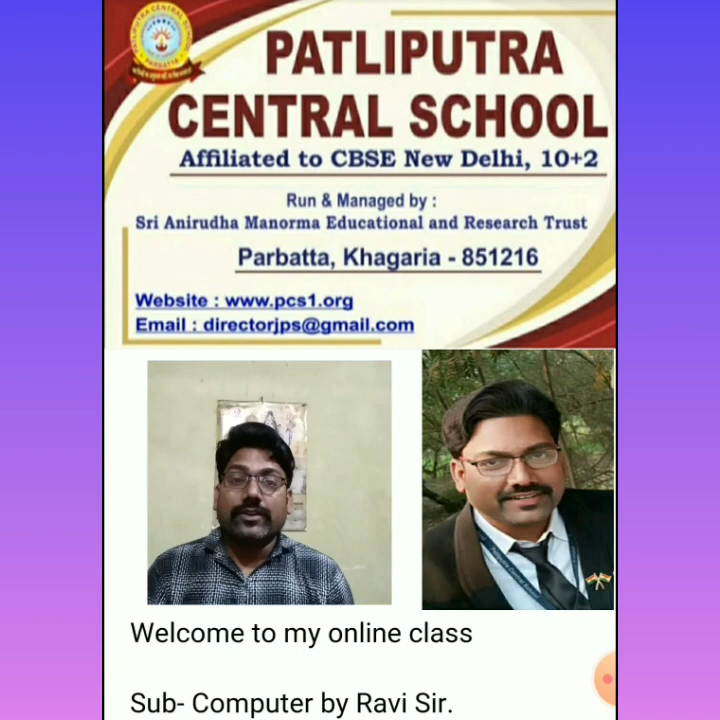 PATLIPUTRA
CENTRAL SCHOOL
Affiliated to CBSE New Delhi, 10+2
Run & Managed by :
Sri Anirudha Manorma Educational and Research Trust
Parbatta, Khagaria - 851216
Website : www.pcs1.org
Email : directorjps@gmail.com
Welcome to my online class
Sub- Computer by Ravi Sir.